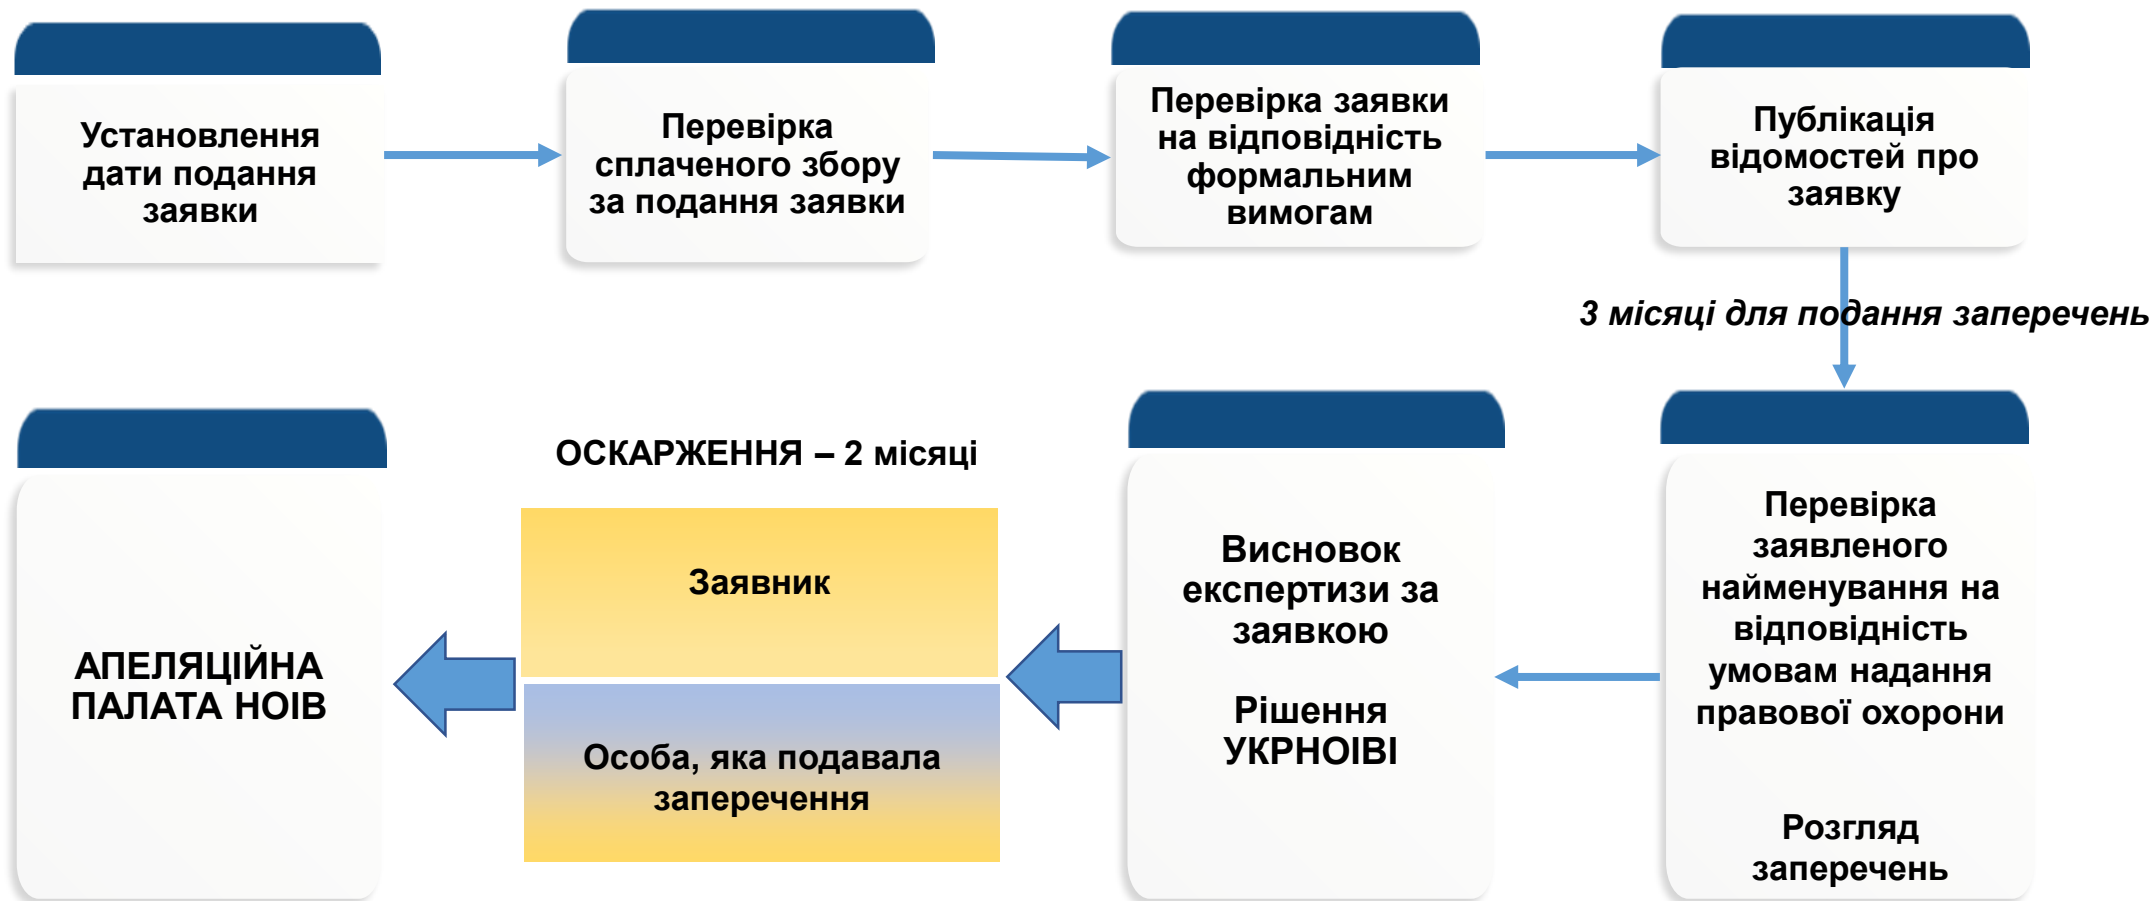 Установлення
дати подання
заявки
Перевірка
сплаченого збору
за подання заявки
Перевірка заявки
на відповідність
формальним
вимогам
Публікація
відомостей про
заявку
3 місяці для подання заперечень
Перевірка
заявленого
найменування на
відповідність
умовам надання
правової охорони
Розгляд
заперечень
Висновок
експертизи за
заявкою
Рішення
УКРНОІВІ
ОСКАРЖЕННЯ – 2 місяці
Заявник
Особа, яка подавала
заперечення
АПЕЛЯЦІЙНА
ПАЛАТА НОІВ